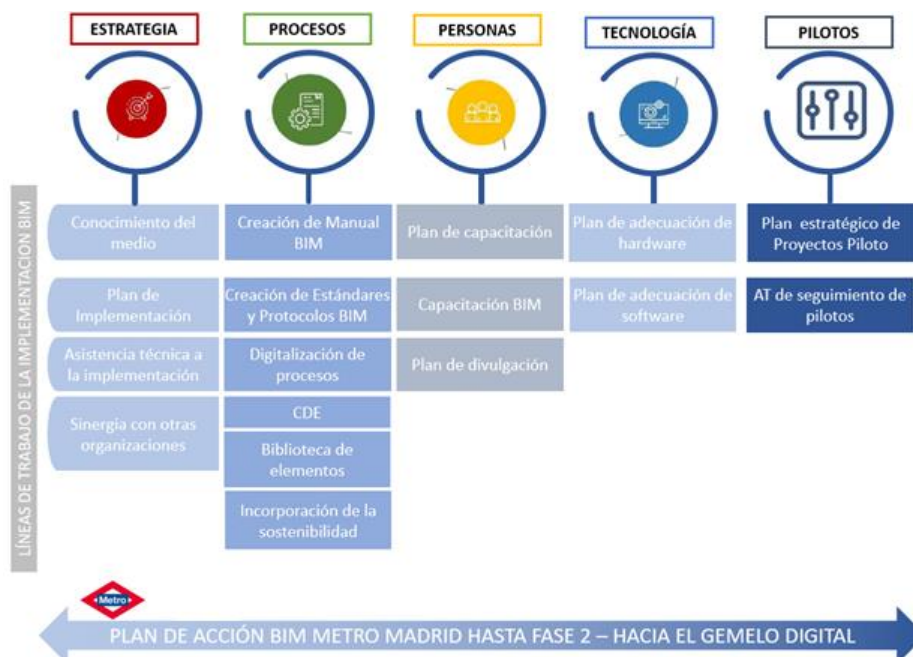 ESTRATEGIA
PROCESOS
PERSONAS
TECNOLOGÍA
PILOTOS
LÍNEAS DE TRABAJO DE LA IMPLEMENTACION BIM
Conocimiento del
medio
Plan de
Implementación
Asistencia técnica a
la implementación
Sinergia con otras
organizaciones
Creación de Manual
BIM
Creación de Estándares
y Protocolos BIM
Digitalización de
procesos
CDE
Biblioteca de
elementos
Incorporación de la
sostenibilidad
Plan de capacitación
Capacitación BIM
Plan de divulgación
Plan de adecuación de
hardware
Plan de adecuación de
software
Plan estratégico de
Proyectos Piloto
AT de seguimiento de
pilotos
Metro
PLAN DE ACCIÓN BIM METRO MADRID HASTA FASE 2 – HACIA EL GEMELO DIGITAL